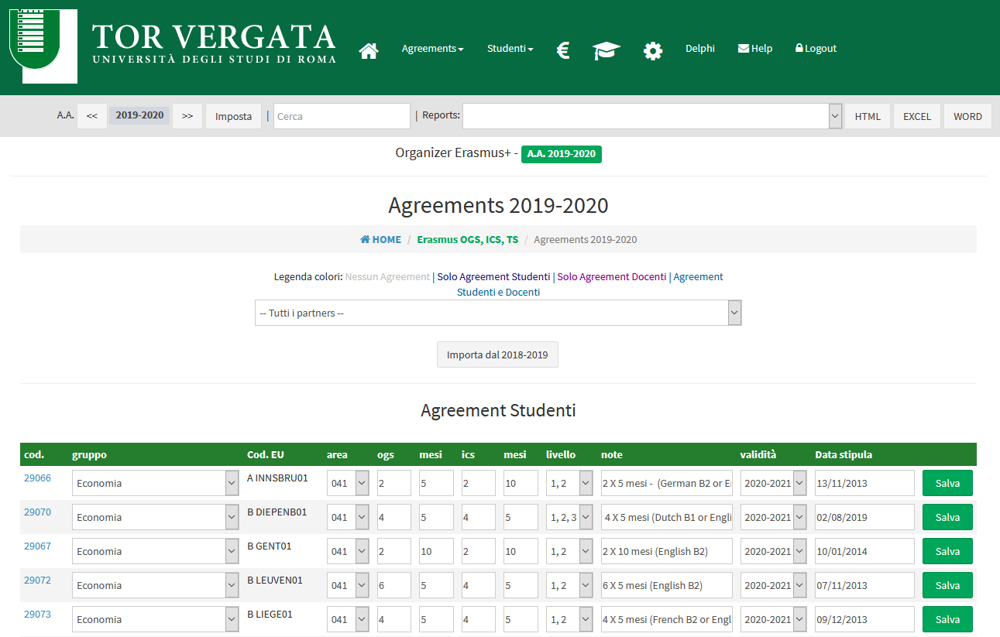 TOR VERGATA
UNIVERSITÀ DEGLI STUDI DI ROMA
Agreements Studenti € Delphi Help Logout
A.A. << 2019-2020 >> Imposta | Cerca | Reports: HTML EXCEL WORD
Organizer Erasmus+ - A.A. 2019-2020
Agreements 2019-2020
HOME / Erasmus OGS, ICS, TS / Agreements 2019-2020
Legenda colori: Nessun Agreement | Solo Agreement Studenti | Solo Agreement Docenti | Agreement
Studenti e Docenti
-- Tutti i partners --
Importa dal 2018-2019
Agreement Studenti
cod. gruppo Cod. EU area ogs mesi ics mesi livello note validità Data stipula
29066 Economia A INNSBRU01 041 2 5 2 10 1, 2 2 X 5 mesi - (German B2 or E 2020-2021 13/11/2013 Salva
29070 Economia B DIEPENB01 041 4 5 4 5 1, 2, 3 4 X 5 mesi (Dutch B1 or Engli 2020-2021 02/08/2019 Salva
29067 Economia B GENT01 041 2 10 2 10 1, 2 2 X 10 mesi (English B2) 2020-2021 10/01/2014 Salva
29072 Economia B LEUVEN01 041 6 5 4 5 1, 2 6 X 5 mesi (English B2) 2020-2021 07/11/2013 Salva
29073 Economia B LIEGE01 041 4 5 4 5 1, 2 4 X 5 mesi (French B2 or Engl 2020-2021 09/12/2013 Salva